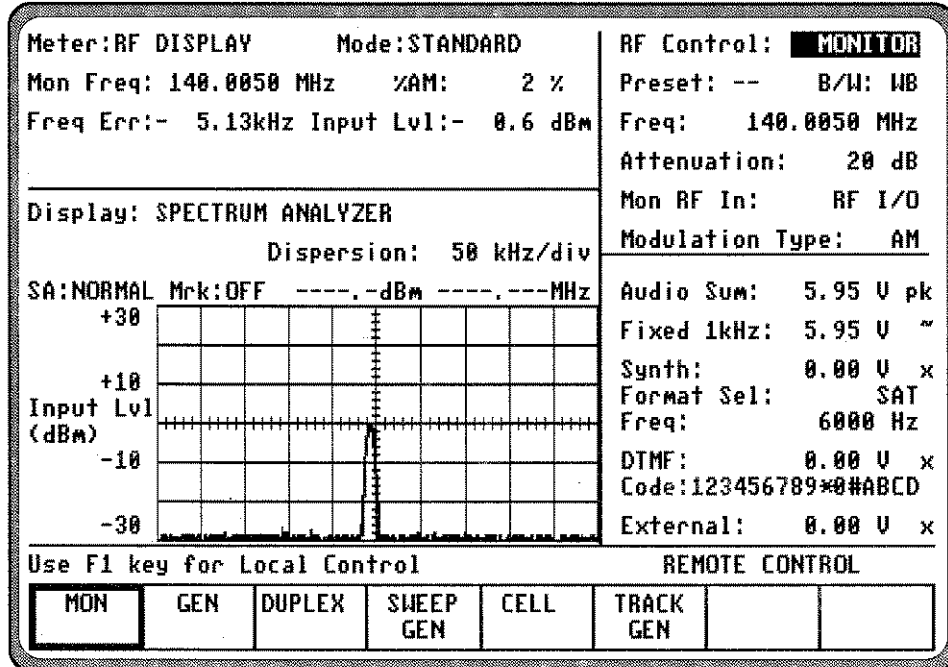 Meter:RF DISPLAY Mode:STANDARD
Mon Freq: 140.0050 MHz %AM: 2 %
Freq Err:- 5.13kHz Input Lvl:- 0.6 dBm
Display: SPECTRUM ANALYZER
Dispersion: 50 kHz/div
SA:NORMAL Mrk:OFF ----.-dBm ----.---MHz
+30
+10
Input Lvl
(dBm)
-10
-30
RF Control: MONITOR
Preset: -- B/W: WB
Freq: 140.0050 MHz
Attenuation: 20 dB
Mon RF In: RF I/O
Modulation Type: AM
Audio Sum: 5.95 V pk
Fixed 1kHz: 5.95 V ~
Synth: 0.00 V x
Format Sel: SAT
Freq: 6000 Hz
DTMF: 0.00 V x
Code:123456789*0#ABCD
External: 0.00 V x
Use F1 key for Local Control REMOTE CONTROL
MON GEN DUPLEX SWEEP GEN CELL TRACK GEN